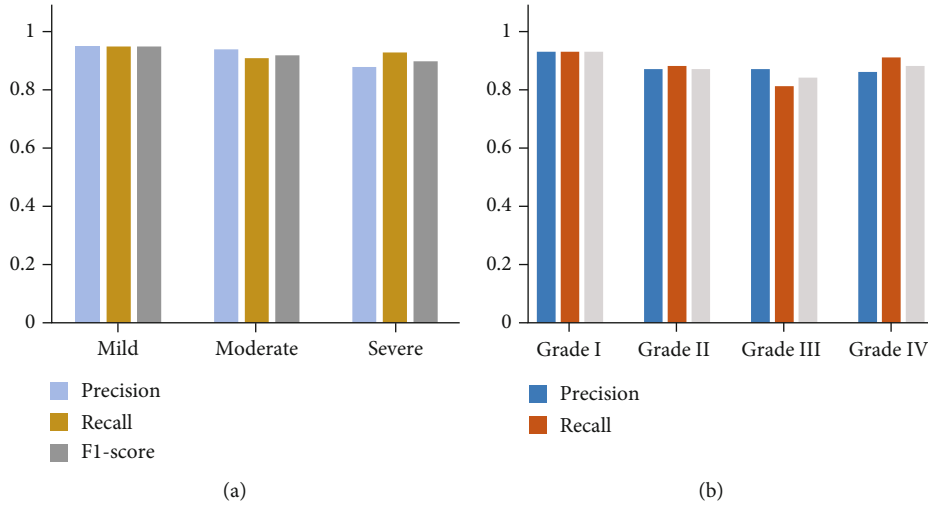 1
0.8
0.6
0.4
0.2
0
Mild Moderate Severe
Precision
Recall
F1-score
(a)
1
0.8
0.6
0.4
0.2
0
Grade I Grade II Grade III Grade IV
Precision
Recall
(b)